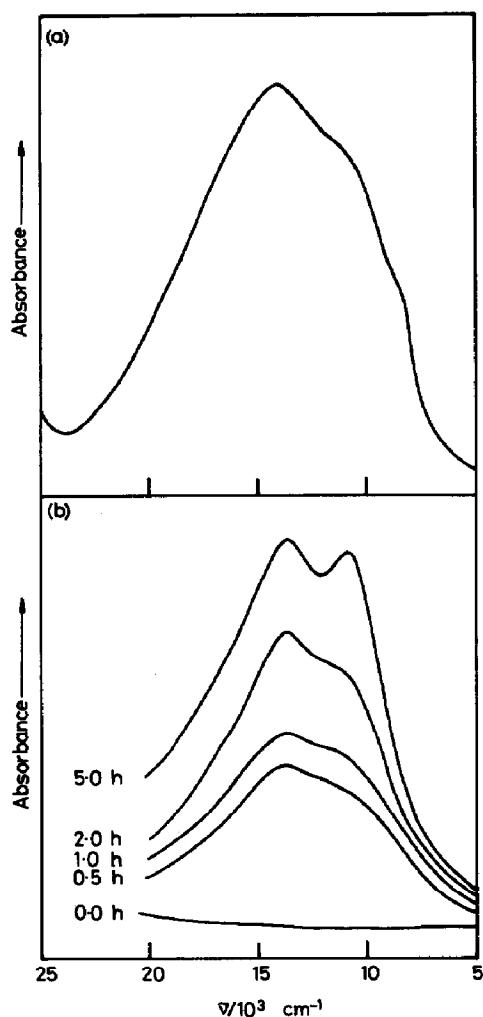 (a)
Absorbance →
(b)
Absorbance →
5·0 h
2·0 h
1·0 h
0·5 h
0·0 h
25 20 15 10 5
ν̄/10³ cm⁻¹